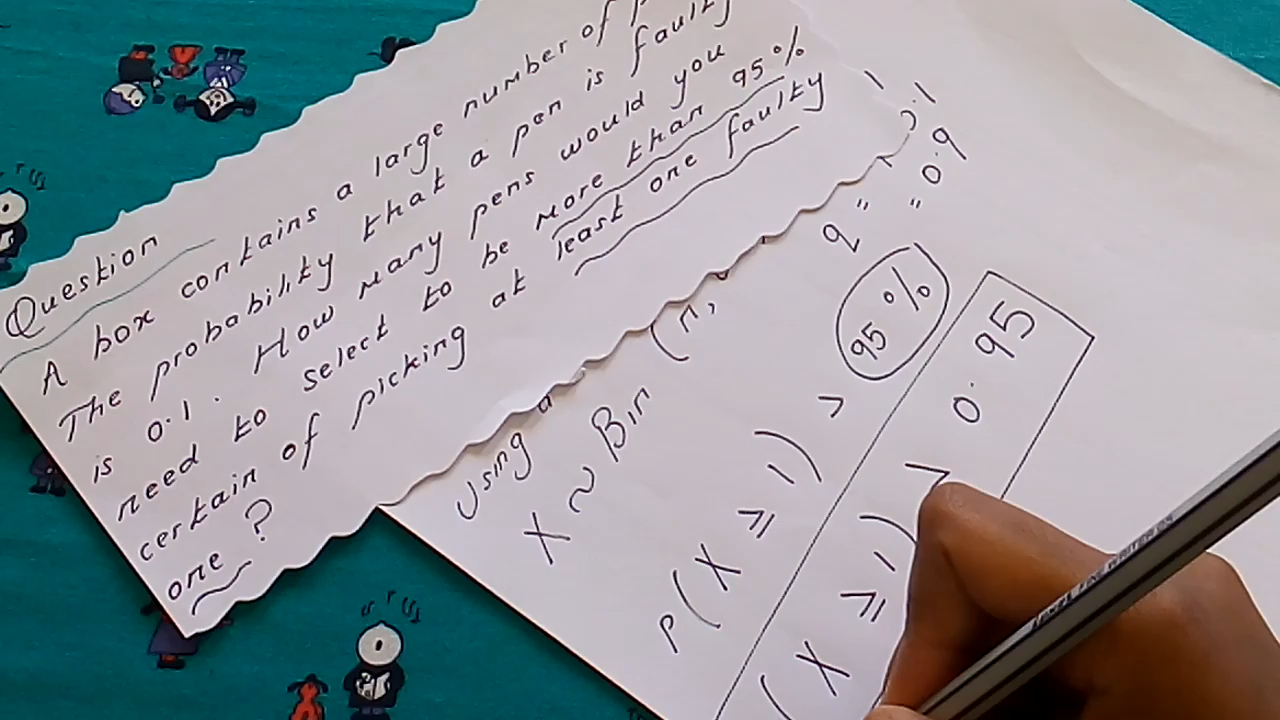 Question
A box contains a large number of
The probability that a pen is faulty
is 0.1. How many pens would you
need to select to be more than 95%
certain of picking at least one faulty
one?
Using a
X ~ Bin (n,
0.1
q = 0.9
P(X ≥ 1) > 95%
(X ≥ 1) > 0.95